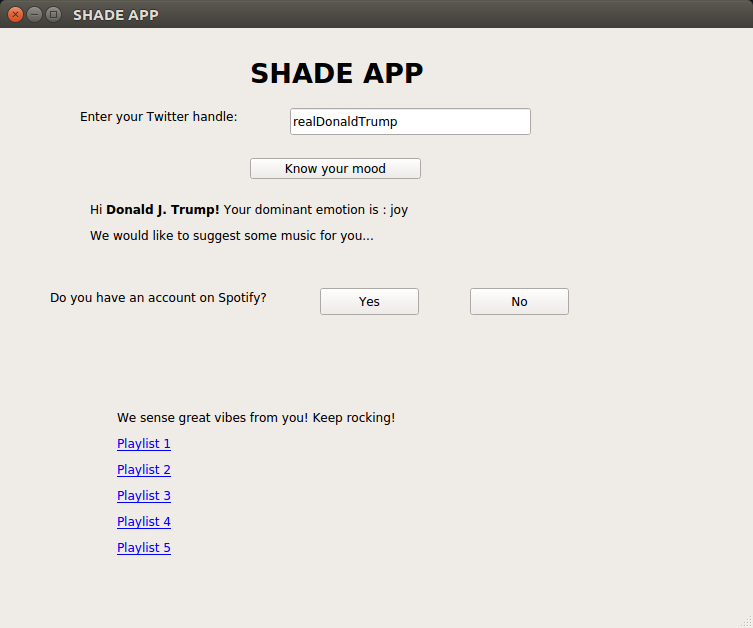 SHADE APP
SHADE APP
Enter your Twitter handle: realDonaldTrump
Know your mood
Hi Donald J. Trump! Your dominant emotion is : joy
We would like to suggest some music for you...
Do you have an account on Spotify? Yes No
We sense great vibes from you! Keep rocking!
Playlist 1
Playlist 2
Playlist 3
Playlist 4
Playlist 5